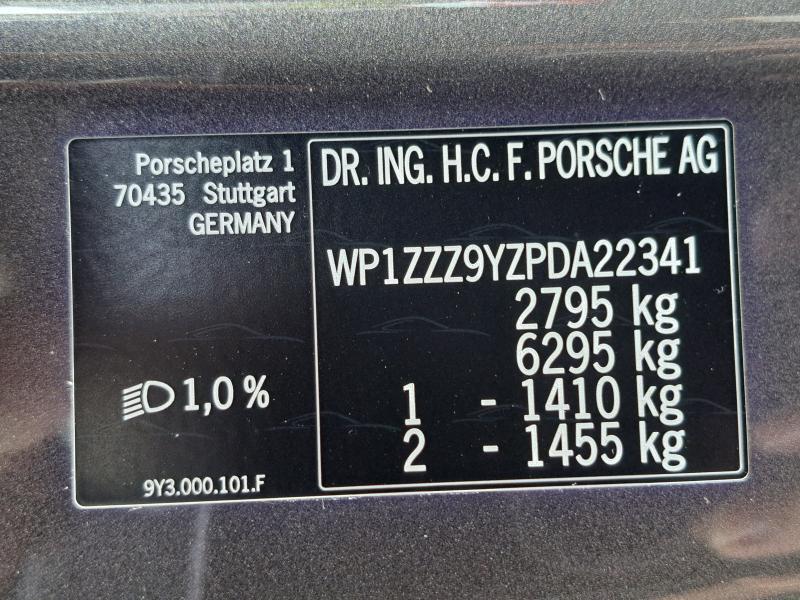 Porscheplatz 1
70435 Stuttgart
GERMANY
1,0 %
9Y3.000.101.F
DR. ING. H.C. F. PORSCHE AG
WP1ZZZ9YZPDA22341
2795 kg
6295 kg
1 - 1410 kg
2 - 1455 kg